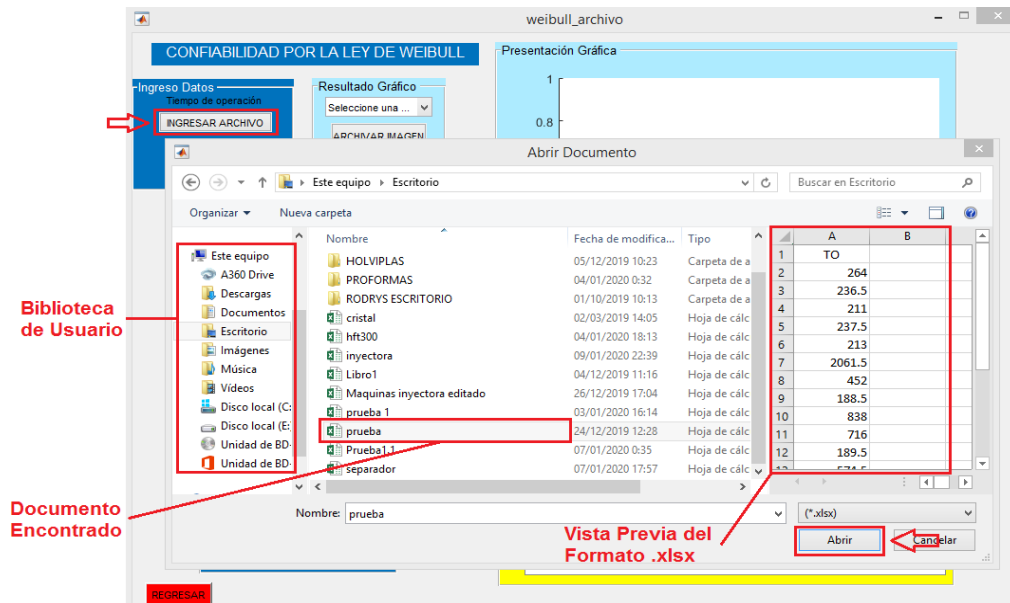 weibull_archivo
CONFIABILIDAD POR LA LEY DE WEIBULL
Presentación Gráfica
Ingreso Datos
Tiempo de operación
INGRESAR ARCHIVO
Resultado Gráfico
Seleccione una ...
ARCHIVAR IMAGEN
1
0.8
Abrir Documento
Este equipo
Escritorio
Buscar en Escritorio
Organizar
Nueva carpeta
Este equipo
A360 Drive
Descargas
Documentos
Escritorio
Imágenes
Música
Vídeos
Disco local (C:
Disco local (E:
Unidad de BD-
Unidad de BD-
Nombre Fecha de modifica... Tipo
HOLVIPLAS 05/12/2019 10:23 Carpeta de a
PROFORMAS 04/01/2020 0:32 Carpeta de a
RODRYS ESCRITORIO 01/10/2019 10:13 Carpeta de a
cristal 02/03/2019 14:05 Hoja de cálc
hft300 04/01/2020 18:13 Hoja de cálc
inyectora 09/01/2020 22:39 Hoja de cálc
Libro1 04/12/2019 11:16 Hoja de cálc
Maquinas inyectora editado 26/12/2019 17:04 Hoja de cálc
prueba 1 03/01/2020 16:14 Hoja de cálc
prueba 24/12/2019 12:28 Hoja de cálc
Prueba1.1 07/01/2020 0:35 Hoja de cálc
separador 07/01/2020 17:57 Hoja de cálc
A B
1 TO
2 264
3 236.5
4 211
5 237.5
6 213
7 2061.5
8 452
9 188.5
10 838
11 716
12 189.5
13 574.5
Biblioteca
de Usuario
Documento
Encontrado
Nombre: prueba
(*.xlsx)
Vista Previa del
Formato .xlsx
Abrir
Cancelar
REGRESAR